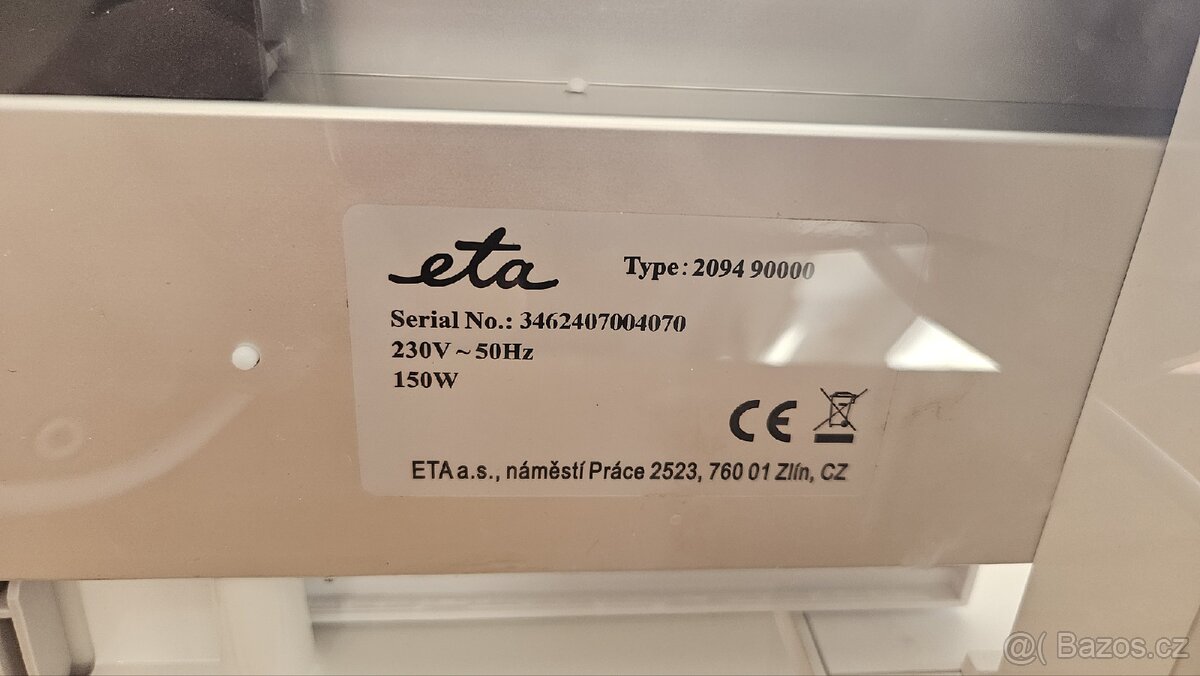 eta
Type: 2094 90000
Serial No.: 3462407004070
230V ~ 50Hz
150W
CE
ETA a.s., náměstí Práce 2523, 760 01 Zlín, CZ
@( Bazos.cz